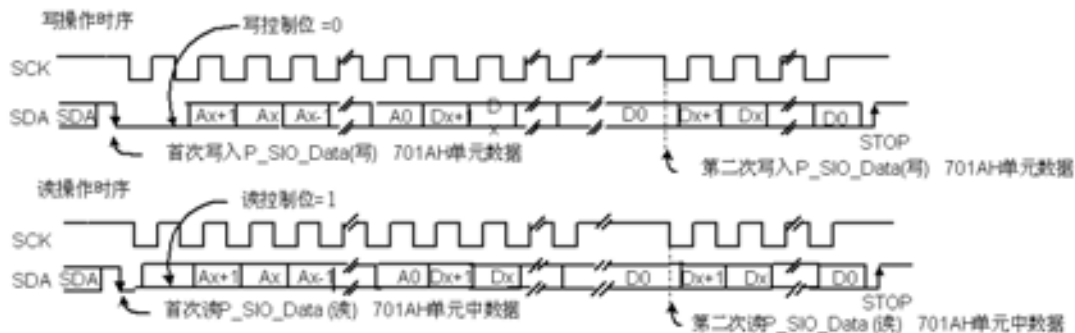 写操作时序
写控制位 =0
SCK
SDA SDA Ax+1 Ax Ax-1 A0 Dx+1 Dx D0 Dx+1 Dx D0
STOP
首次写入P_SIO_Data(写) 701AH单元数据
第二次写入P_SIO_Data(写) 701AH单元数据
读操作时序
读控制位=1
SCK
SDA SDA Ax+1 Ax Ax-1 A0 Dx+1 Dx D0 Dx+1 Dx D0
STOP
首次读P_SIO_Data (读) 701AH单元中数据
第二次读P_SIO_Data (读) 701AH单元中数据